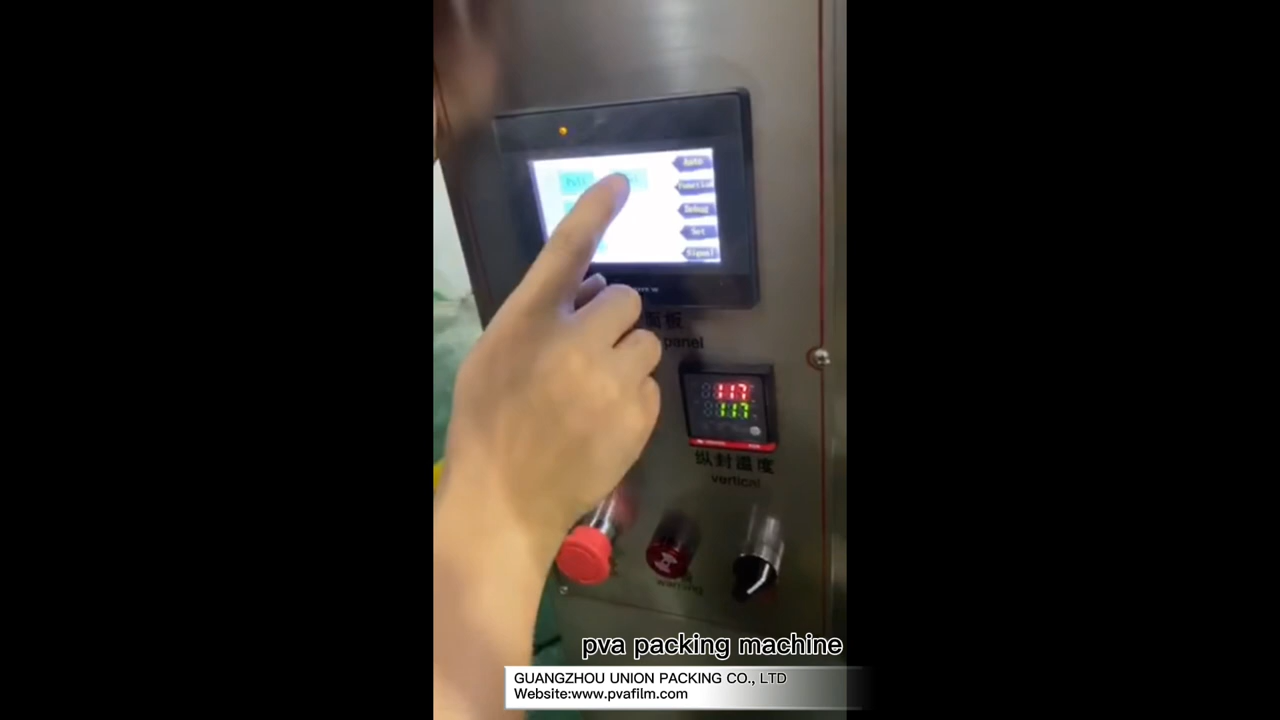 Auto
Function
Debug
Set
Signal
面板
panel
117
117
纵封温度
vertical
warning
pva packing machine
GUANGZHOU UNION PACKING CO., LTD
Website:www.pvafilm.com